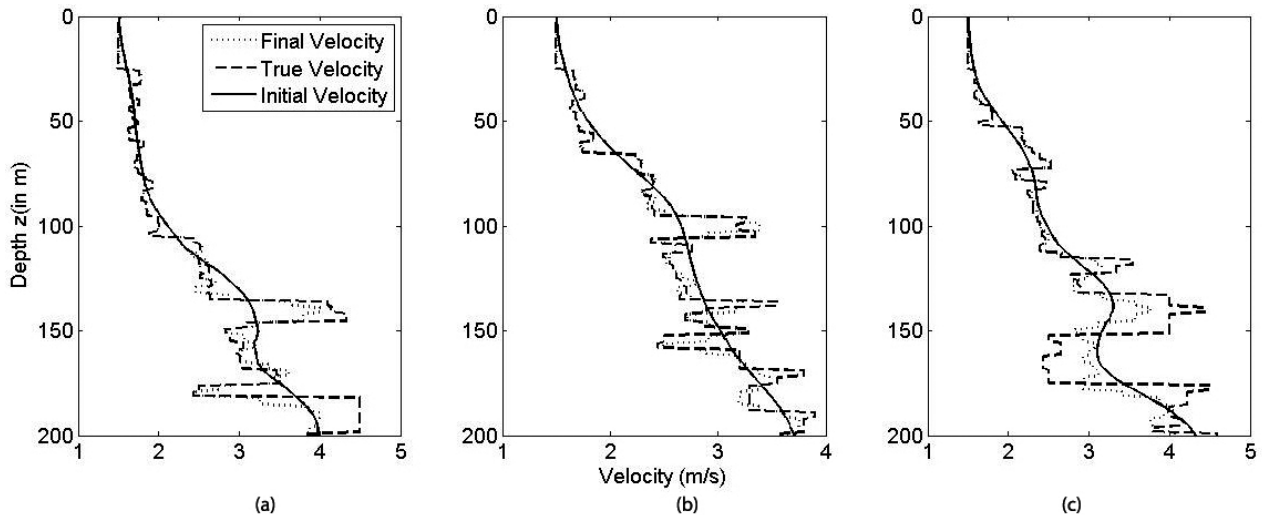 0
50
100
150
200
Depth z(in m)
Final Velocity
True Velocity
Initial Velocity
1 2 3 4 5
(a)
0
50
100
150
200
1 2 3 4
Velocity (m/s)
(b)
0
50
100
150
200
1 2 3 4 5
(c)